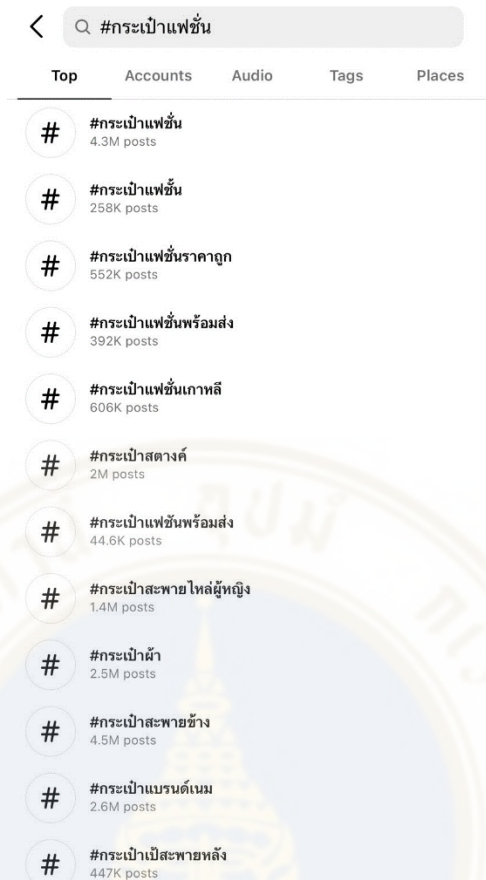 #กระเป๋าแฟชั่น
Top Accounts Audio Tags Places
#กระเป๋าแฟชั่น
4.3M posts
#กระเป๋าแฟชั้น
258K posts
#กระเป๋าแฟชั่นราคาถูก
552K posts
#กระเป๋าแฟชั่นพร้อมส่ง
392K posts
#กระเป๋าแฟชั่นเกาหลี
606K posts
#กระเป๋าสตางค์
2M posts
#กระเป๋าแฟชันพร้อมส่ง
44.6K posts
#กระเป๋าสะพายไหล่ผู้หญิง
1.4M posts
#กระเป๋าผ้า
2.5M posts
#กระเป๋าสะพายข้าง
4.5M posts
#กระเป๋าแบรนด์เนม
2.6M posts
#กระเป๋าเป้สะพายหลัง
447K posts